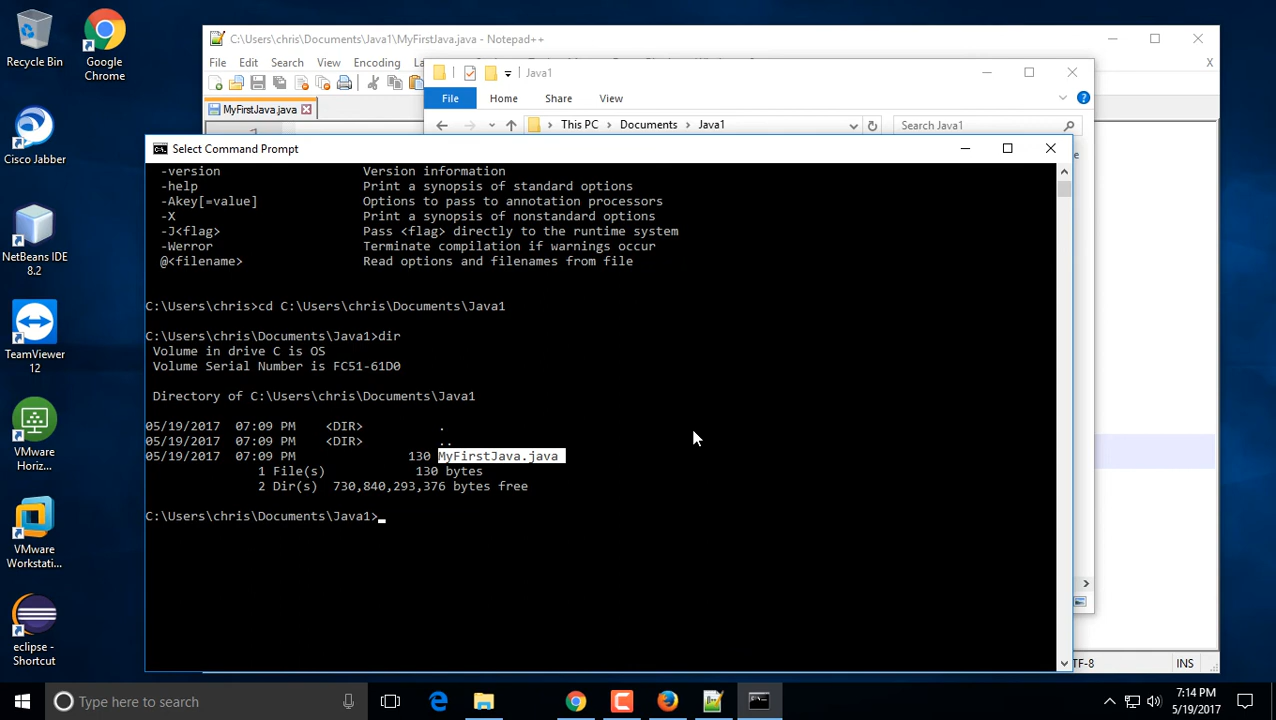 Recycle Bin
Google Chrome
Cisco Jabber
NetBeans IDE 8.2
TeamViewer 12
VMware Horiz...
VMware Workstati...
eclipse - Shortcut
C:\Users\chris\Documents\Java1\MyFirstJava.java - Notepad++
File Edit Search View Encoding X
MyFirstJava.java
Java1
File Home Share View
This PC > Documents > Java1 Search Java1
Select Command Prompt
-version Version information
-help Print a synopsis of standard options
-Akey[=value] Options to pass to annotation processors
-X Print a synopsis of nonstandard options
-J<flag> Pass <flag> directly to the runtime system
-Werror Terminate compilation if warnings occur
@<filename> Read options and filenames from file
C:\Users\chris>cd C:\Users\chris\Documents\Java1
C:\Users\chris\Documents\Java1>dir
Volume in drive C is OS
Volume Serial Number is FC51-61D0
Directory of C:\Users\chris\Documents\Java1
05/19/2017 07:09 PM <DIR> .
05/19/2017 07:09 PM <DIR> ..
05/19/2017 07:09 PM 130 MyFirstJava.java
1 File(s) 130 bytes
2 Dir(s) 730,840,293,376 bytes free
C:\Users\chris\Documents\Java1>_
TF-8 INS
Type here to search
7:14 PM
5/19/2017